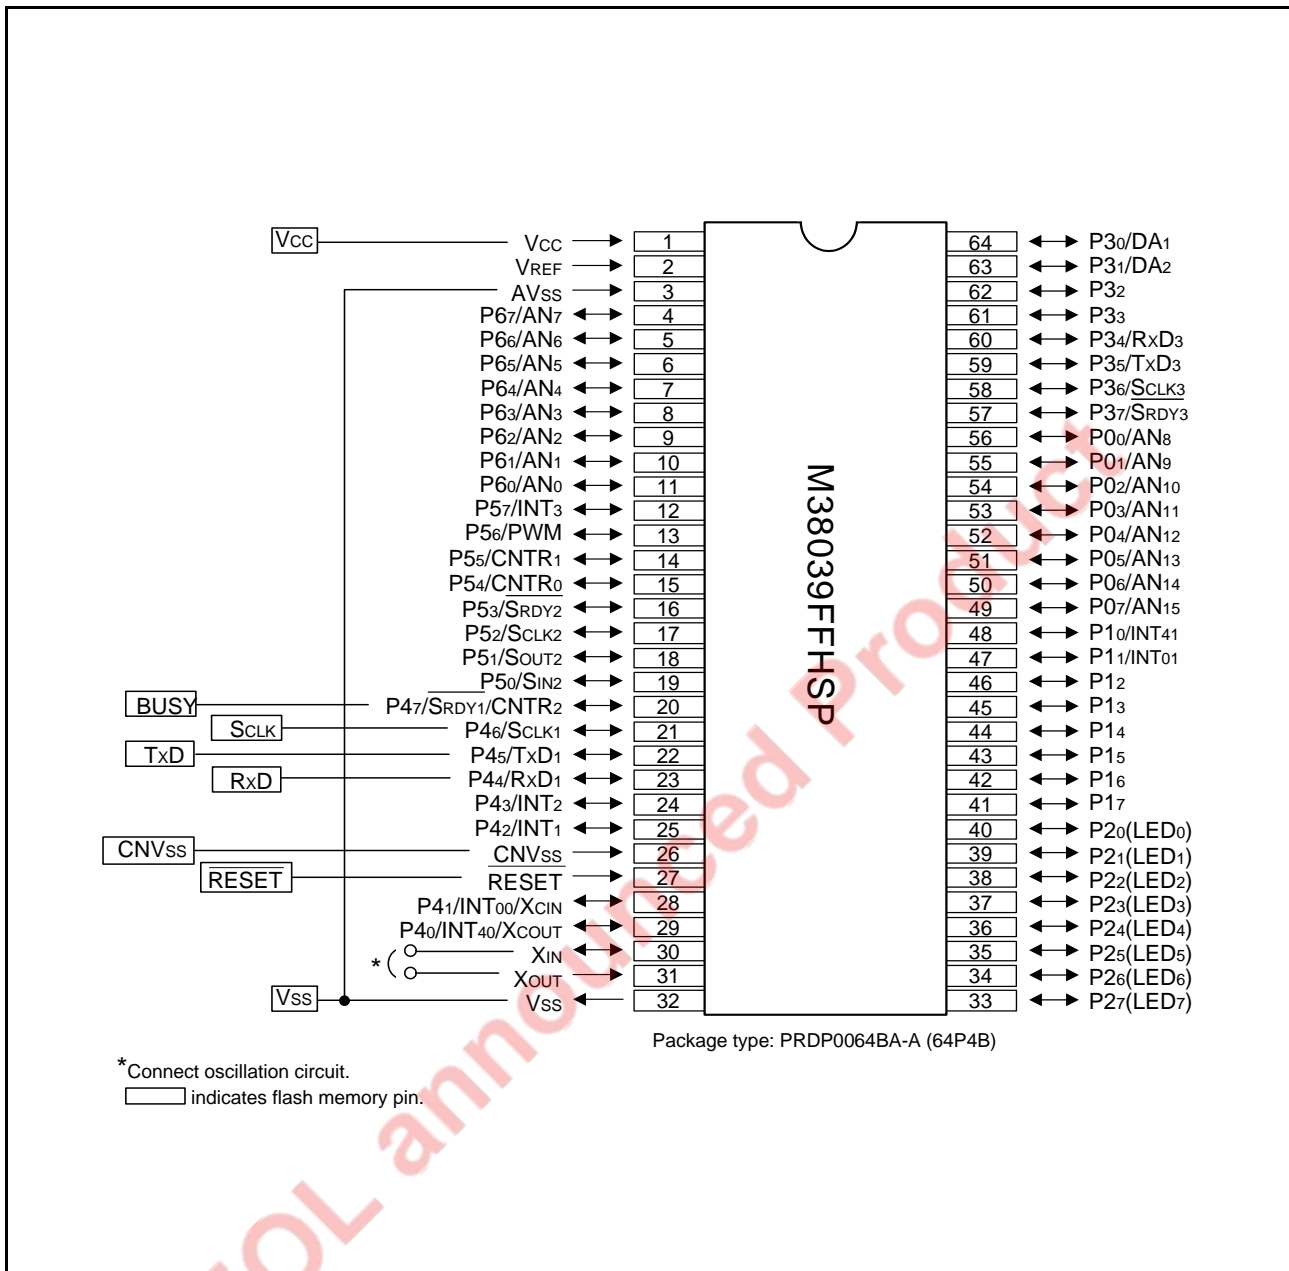 VCC VCC 1 64 P30/DA1
VREF 2 63 P31/DA2
AVSS 3 62 P32
P67/AN7 4 61 P33
P66/AN6 5 60 P34/RXD3
P65/AN5 6 59 P35/TXD3
P64/AN4 7 58 P36/SCLK3
P63/AN3 8 57 P37/SRDY3
P62/AN2 9 56 P00/AN8
P61/AN1 10 55 P01/AN9
P60/AN0 11 54 P02/AN10
P57/INT3 12 53 P03/AN11
P56/PWM 13 52 P04/AN12
P55/CNTR1 14 51 P05/AN13
P54/CNTR0 15 50 P06/AN14
P53/SRDY2 16 49 P07/AN15
P52/SCLK2 17 48 P10/INT41
P51/SOUT2 18 47 P11/INT01
P50/SIN2 19 46 P12
BUSY P47/SRDY1/CNTR2 20 45 P13
SCLK P46/SCLK1 21 44 P14
TXD P45/TXD1 22 43 P15
RXD P44/RXD1 23 42 P16
P43/INT2 24 41 P17
P42/INT1 25 40 P20(LED0)
CNVSS CNVSS 26 39 P21(LED1)
RESET RESET 27 38 P22(LED2)
P41/INT00/XCIN 28 37 P23(LED3)
P40/INT40/XCOUT 29 36 P24(LED4)
* XIN 30 35 P25(LED5)
XOUT 31 34 P26(LED6)
VSS VSS 32 33 P27(LED7)
M38039FFHSP
Package type: PRDP0064BA-A (64P4B)
*Connect oscillation circuit.
indicates flash memory pin.
OL announced Product